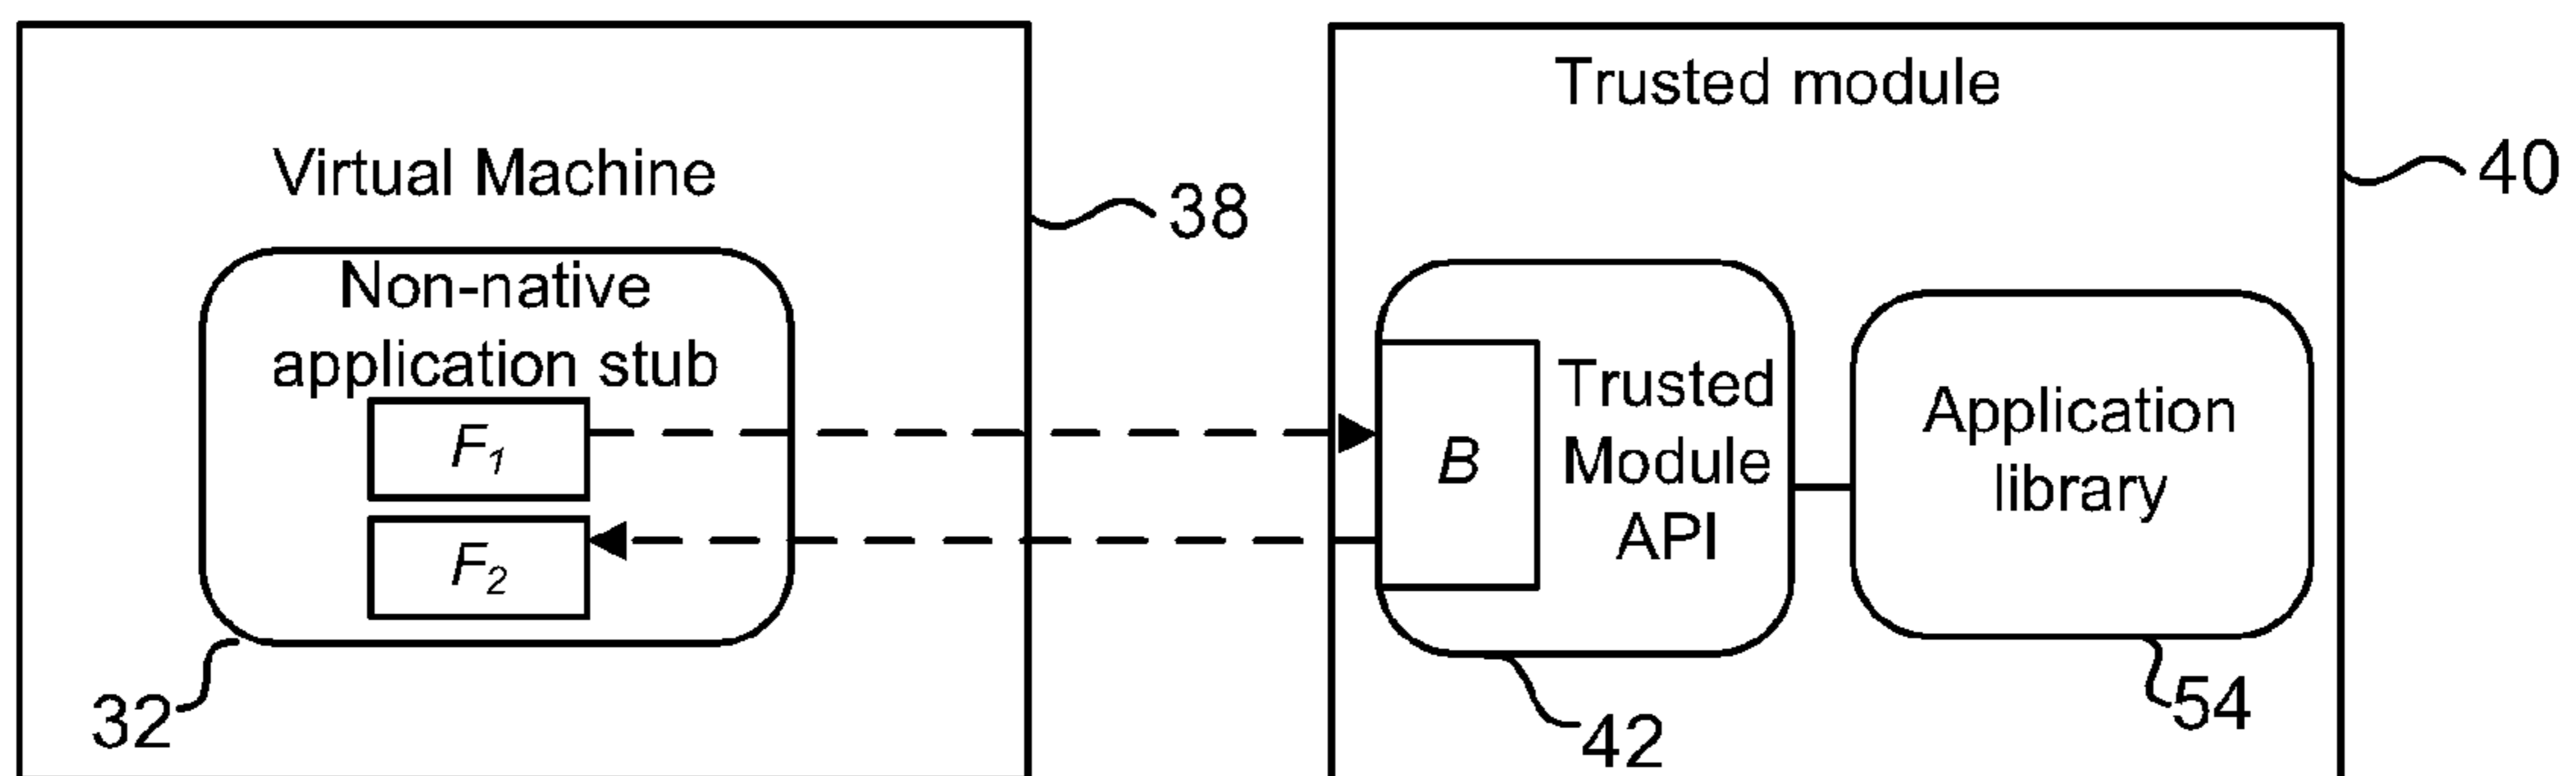 Virtual Machine
38
Non-native
application stub
F1
F2
32
Trusted module
40
B
Trusted
Module
API
42
Application
library
54